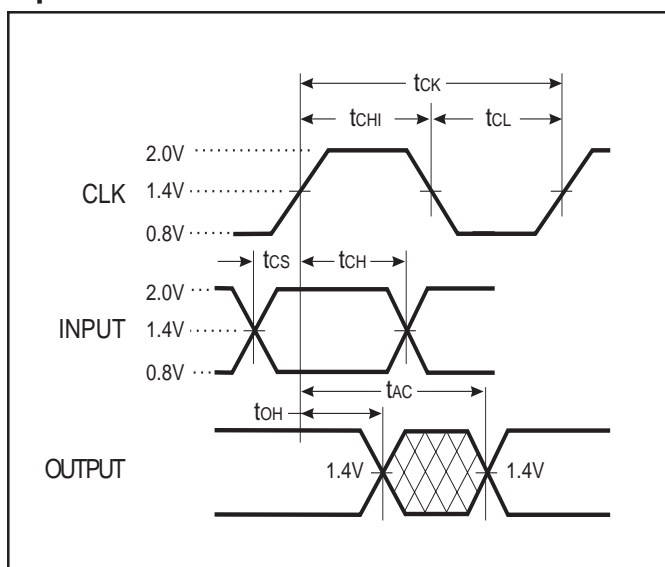 tCK
tCHI tCL
2.0V
CLK 1.4V
0.8V
tCS tCH
2.0V
INPUT 1.4V
0.8V
tAC
tOH
OUTPUT 1.4V 1.4V